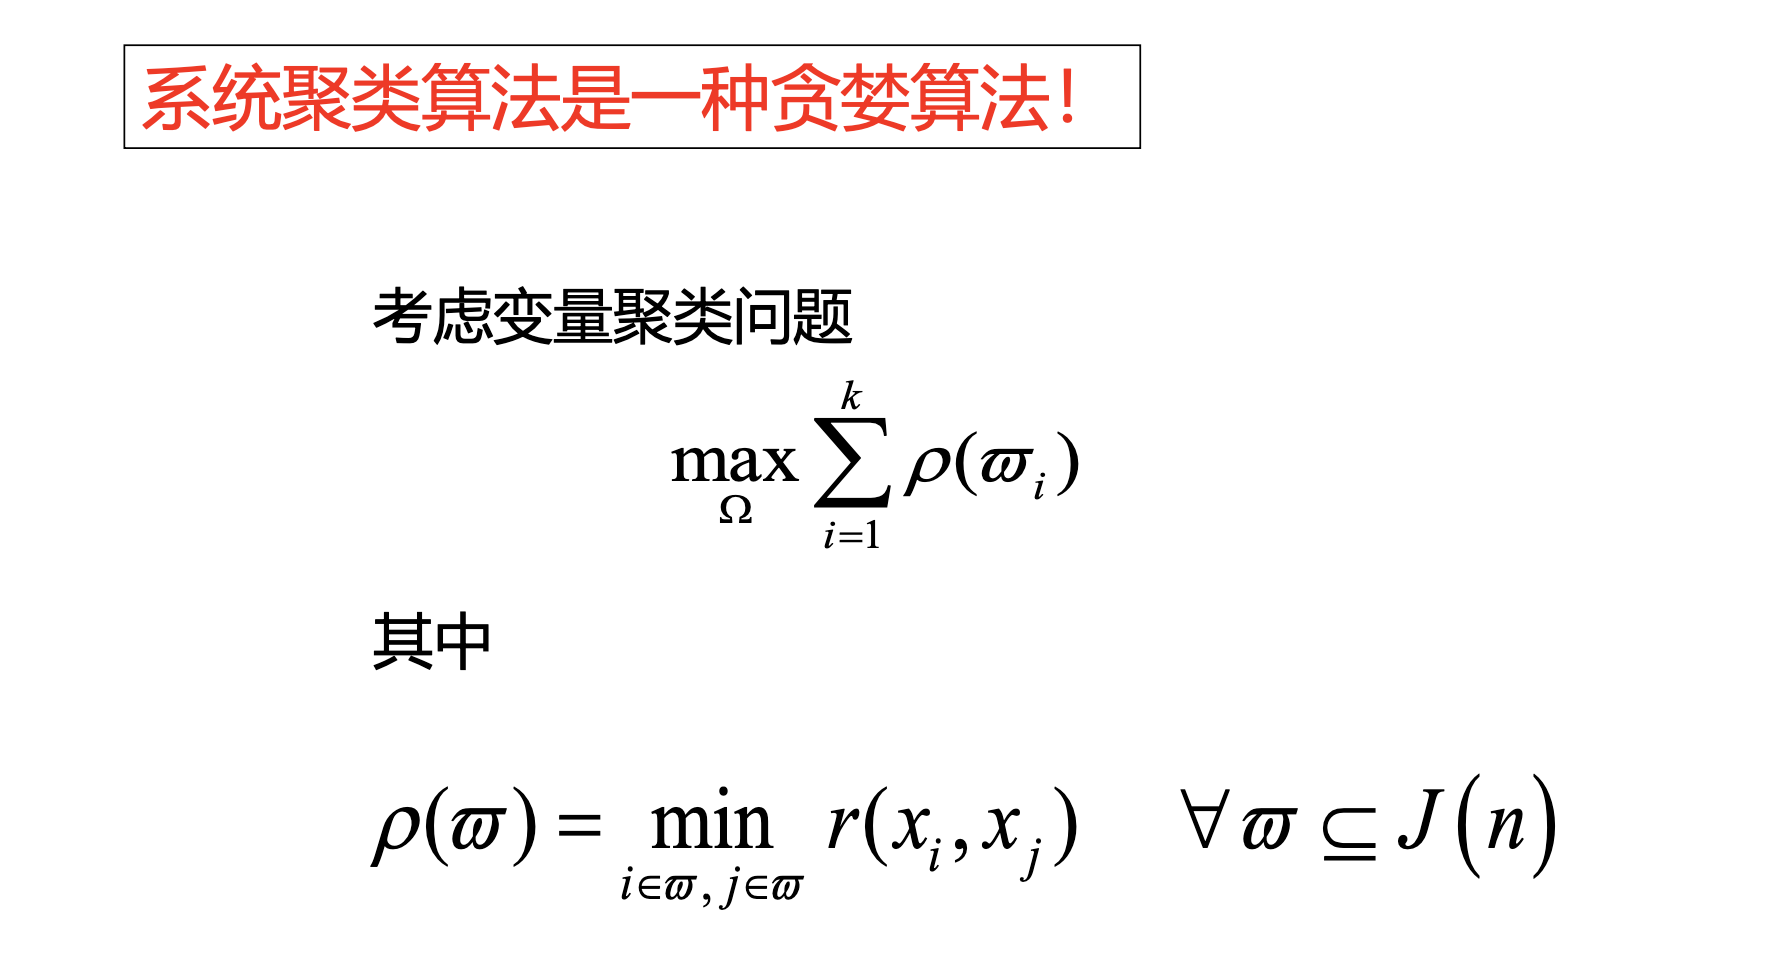 系统聚类算法是一种贪婪算法！
考虑变量聚类问题
\max_{\Omega} \sum_{i=1}^{k} \rho(\varpi_i)
其中
\rho(\varpi) = \min_{i \in \varpi, j \in \varpi} r(x_i, x_j) \quad \forall \varpi \subseteq J(n)